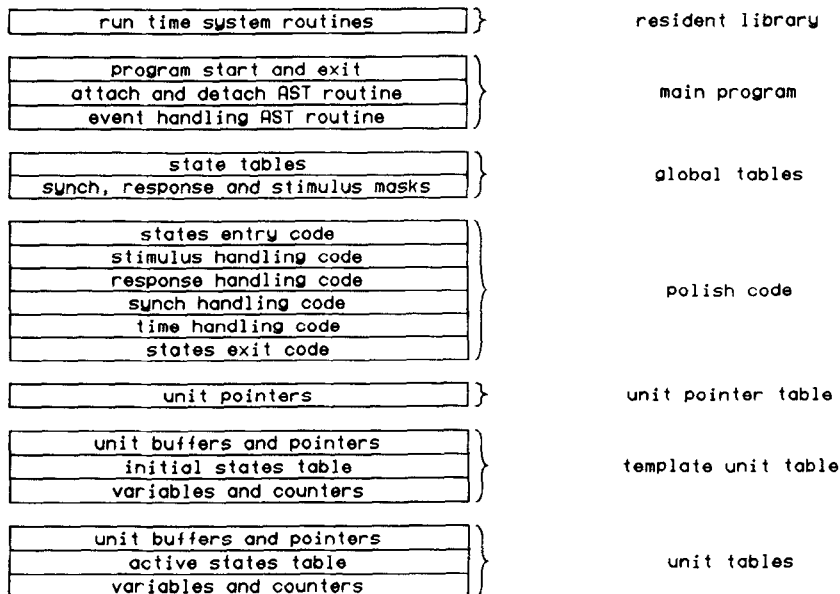 run time system routines
resident library
program start and exit
attach and detach AST routine
event handling AST routine
main program
state tables
synch, response and stimulus masks
global tables
states entry code
stimulus handling code
response handling code
synch handling code
time handling code
states exit code
polish code
unit pointers
unit pointer table
unit buffers and pointers
initial states table
variables and counters
template unit table
unit buffers and pointers
active states table
variables and counters
unit tables